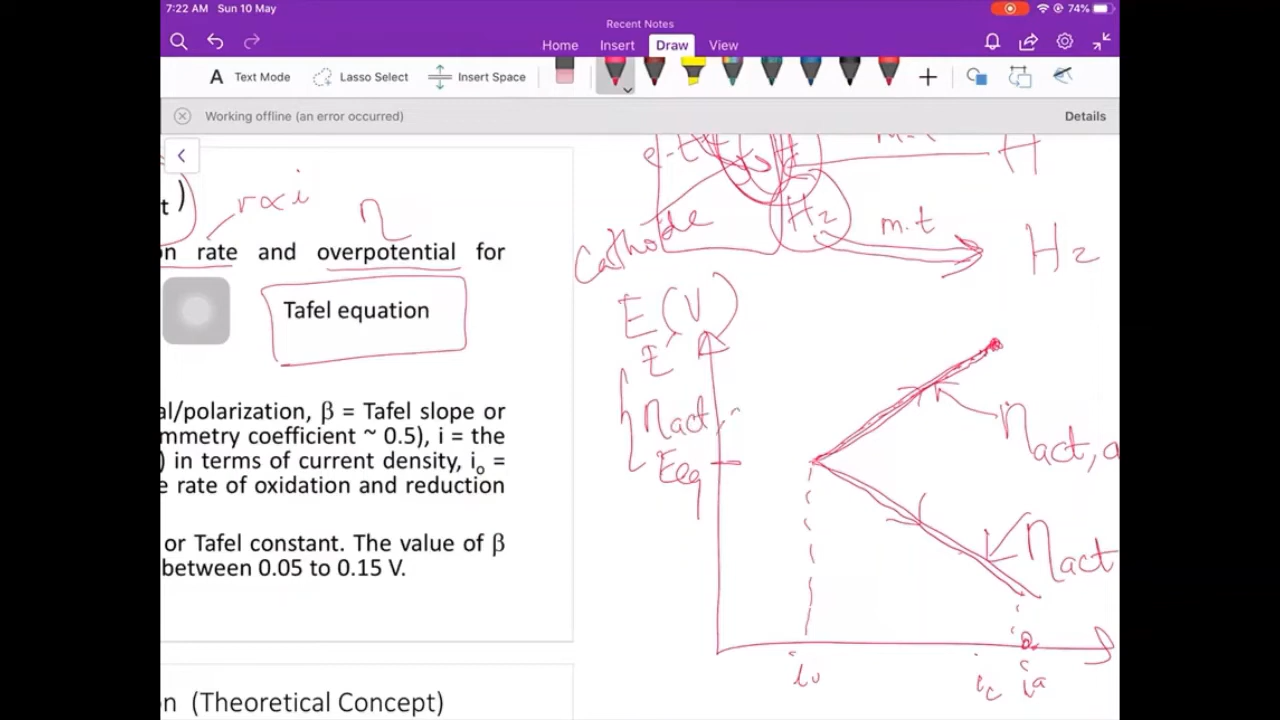 7:22 AM Sun 10 May
74%
Recent Notes
Home Insert Draw View
A Text Mode Lasso Select Insert Space
Working offline (an error occurred)
Details
t)
r∝i
η
n rate and overpotential for
Tafel equation
al/polarization, β = Tafel slope or
mmetry coefficient ~ 0.5), i = the
) in terms of current density, io =
e rate of oxidation and reduction
or Tafel constant. The value of β
between 0.05 to 0.15 V.
n (Theoretical Concept)
e-t
H
Cathode
H2
m.t
H2
E (V)
E
ηact,
Eeq
ηact, a
ηact
io
ic
ia